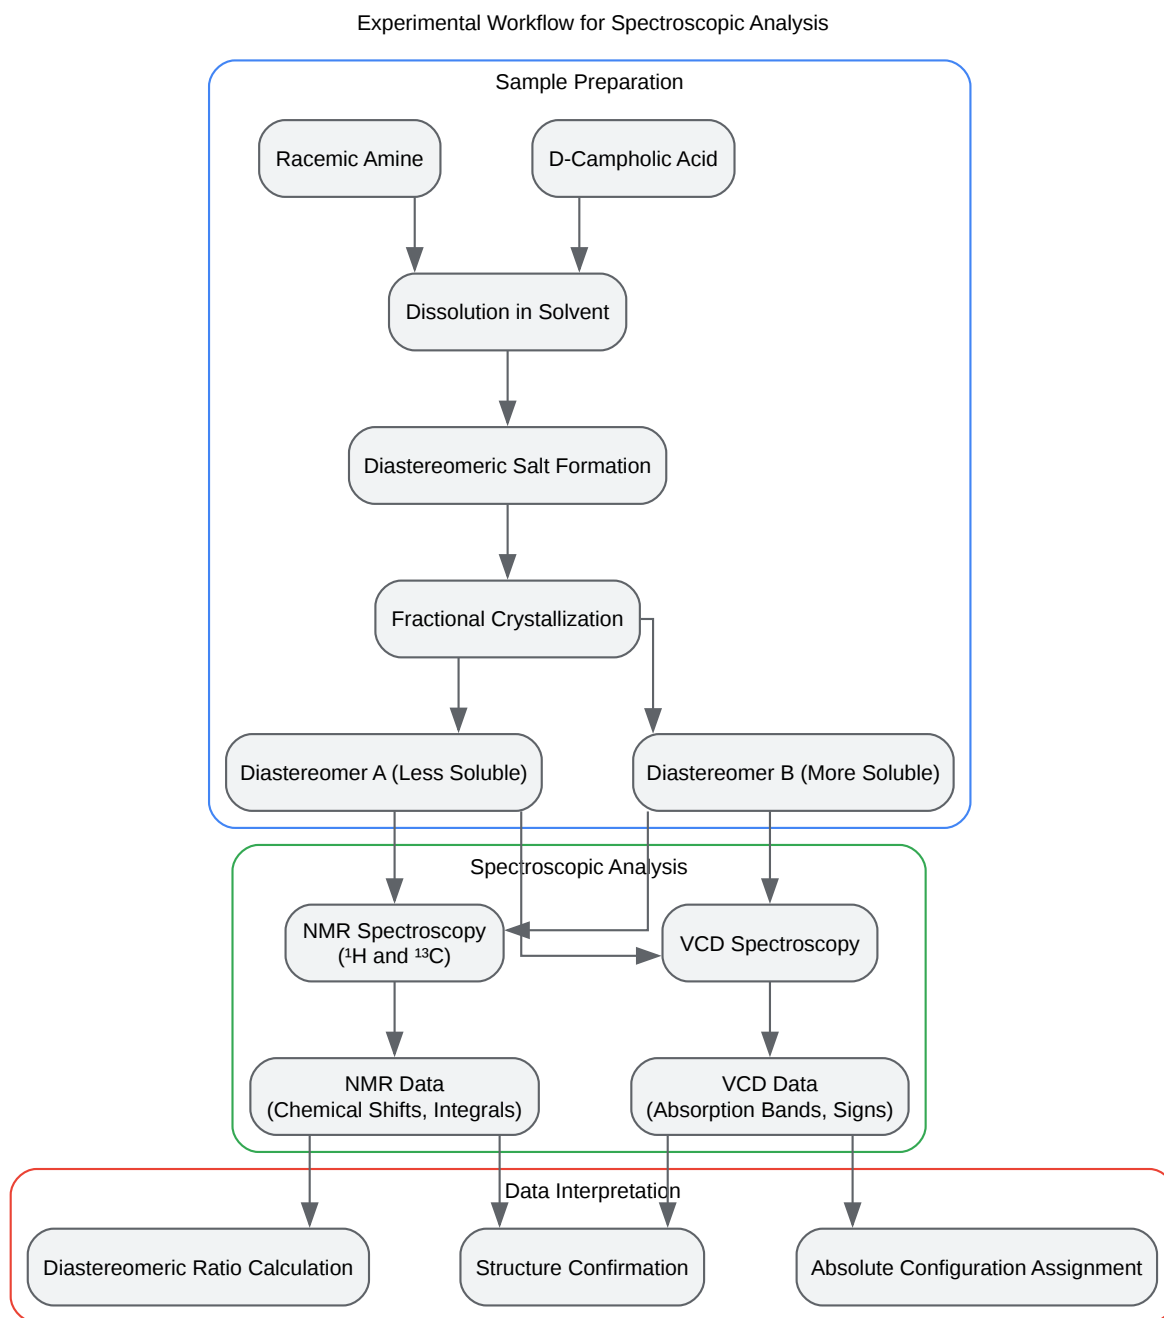 Experimental Workflow for Spectroscopic Analysis
Sample Preparation
Racemic Amine
D-Campholic Acid
Dissolution in Solvent
Diastereomeric Salt Formation
Fractional Crystallization
Diastereomer A (Less Soluble)
Diastereomer B (More Soluble)
Spectroscopic Analysis
NMR Spectroscopy
(¹H and ¹³C)
VCD Spectroscopy
NMR Data
(Chemical Shifts, Integrals)
VCD Data
(Absorption Bands, Signs)
Data Interpretation
Diastereomeric Ratio Calculation
Structure Confirmation
Absolute Configuration Assignment